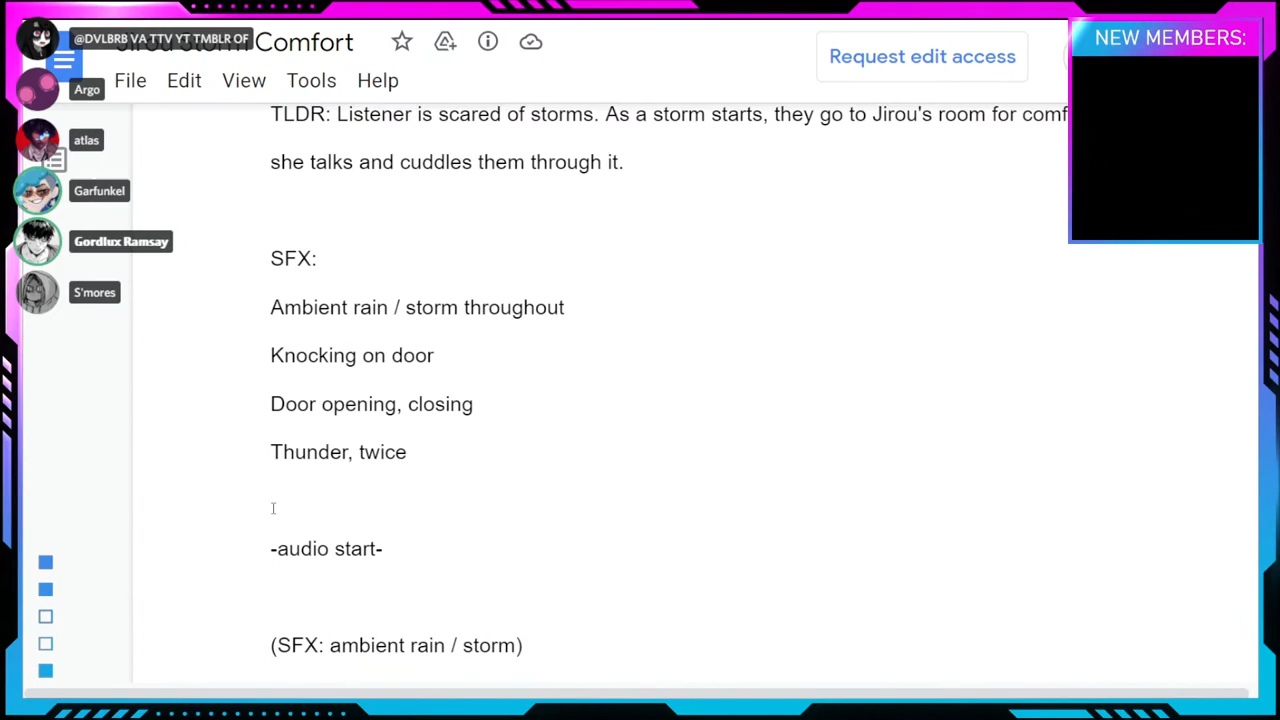 @DVLBRB VA TTV YT TMBLR OF
Jirou Storm Comfort
NEW MEMBERS:
Request edit access
File Edit View Tools Help
Argo
atlas
Garfunkel
Gordlux Ramsay
S'mores
TLDR: Listener is scared of storms. As a storm starts, they go to Jirou's room for comf
she talks and cuddles them through it.
SFX:
Ambient rain / storm throughout
Knocking on door
Door opening, closing
Thunder, twice
-audio start-
(SFX: ambient rain / storm)